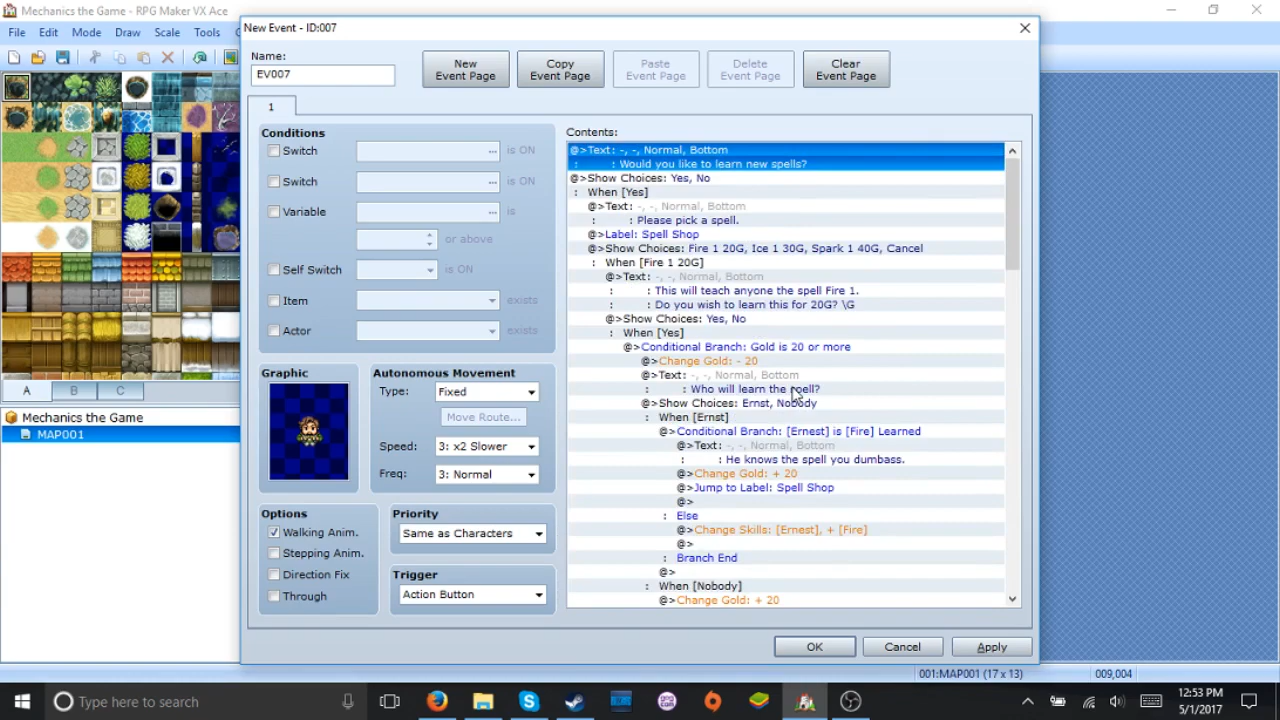 Mechanics the Game - RPG Maker VX Ace
File Edit Mode Draw Scale Tools
New Event - ID:007
Name:
EV007
New Event Page
Copy Event Page
Paste Event Page
Delete Event Page
Clear Event Page
1
Conditions
Switch ... is ON
Switch ... is ON
Variable ... is
or above
Self Switch is ON
Item exists
Actor exists
Graphic
Autonomous Movement
Type: Fixed
Move Route...
Speed: 3: x2 Slower
Freq: 3: Normal
Options
Walking Anim.
Stepping Anim.
Direction Fix
Through
Priority
Same as Characters
Trigger
Action Button
Contents:
@>Text: -, -, Normal, Bottom
: : Would you like to learn new spells?
@>Show Choices: Yes, No
: When [Yes]
@>Text: -, -, Normal, Bottom
: : Please pick a spell.
@>Label: Spell Shop
@>Show Choices: Fire 1 20G, Ice 1 30G, Spark 1 40G, Cancel
: When [Fire 1 20G]
@>Text: -, -, Normal, Bottom
: : This will teach anyone the spell Fire 1.
: : Do you wish to learn this for 20G? \G
@>Show Choices: Yes, No
: When [Yes]
@>Conditional Branch: Gold is 20 or more
@>Change Gold: - 20
@>Text: -, -, Normal, Bottom
: : Who will learn the spell?
@>Show Choices: Ernst, Nobody
: When [Ernst]
@>Conditional Branch: [Ernest] is [Fire] Learned
@>Text: -, -, Normal, Bottom
: : He knows the spell you dumbass.
@>Change Gold: + 20
@>Jump to Label: Spell Shop
@>
: Else
@>Change Skills: [Ernest], + [Fire]
@>
: Branch End
@>
: When [Nobody]
@>Change Gold: + 20
OK
Cancel
Apply
A
B
C
Mechanics the Game
MAP001
001:MAP001 (17 x 13)
009,004
Type here to search
12:53 PM
5/1/2017